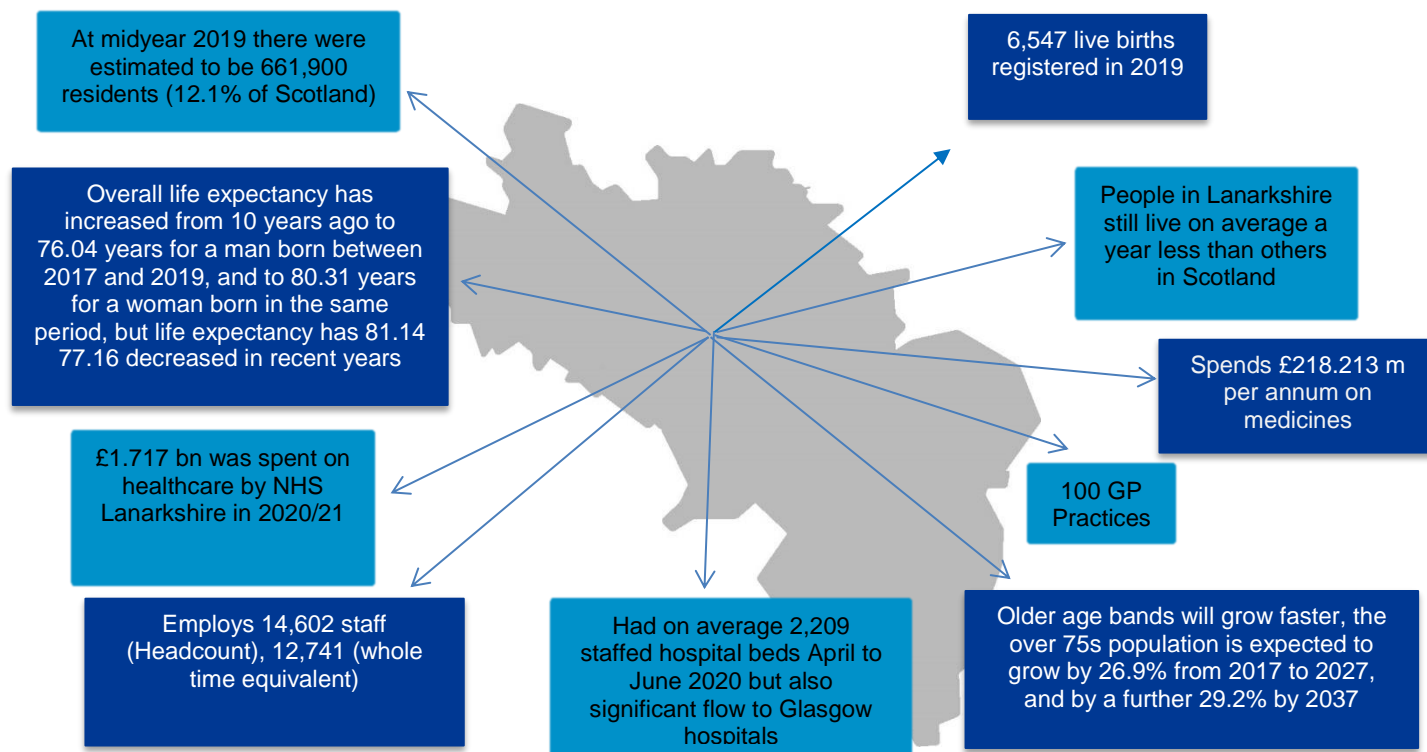 At midyear 2019 there were
estimated to be 661,900
residents (12.1% of Scotland)
6,547 live births
registered in 2019
Overall life expectancy has
increased from 10 years ago to
76.04 years for a man born between
2017 and 2019, and to 80.31 years
for a woman born in the same
period, but life expectancy has 81.14
77.16 decreased in recent years
People in Lanarkshire
still live on average a
year less than others
in Scotland
Spends £218.213 m
per annum on
medicines
£1.717 bn was spent on
healthcare by NHS
Lanarkshire in 2020/21
100 GP
Practices
Employs 14,602 staff
(Headcount), 12,741 (whole
time equivalent)
Had on average 2,209
staffed hospital beds April to
June 2020 but also
significant flow to Glasgow
hospitals
Older age bands will grow faster, the
over 75s population is expected to
grow by 26.9% from 2017 to 2027,
and by a further 29.2% by 2037